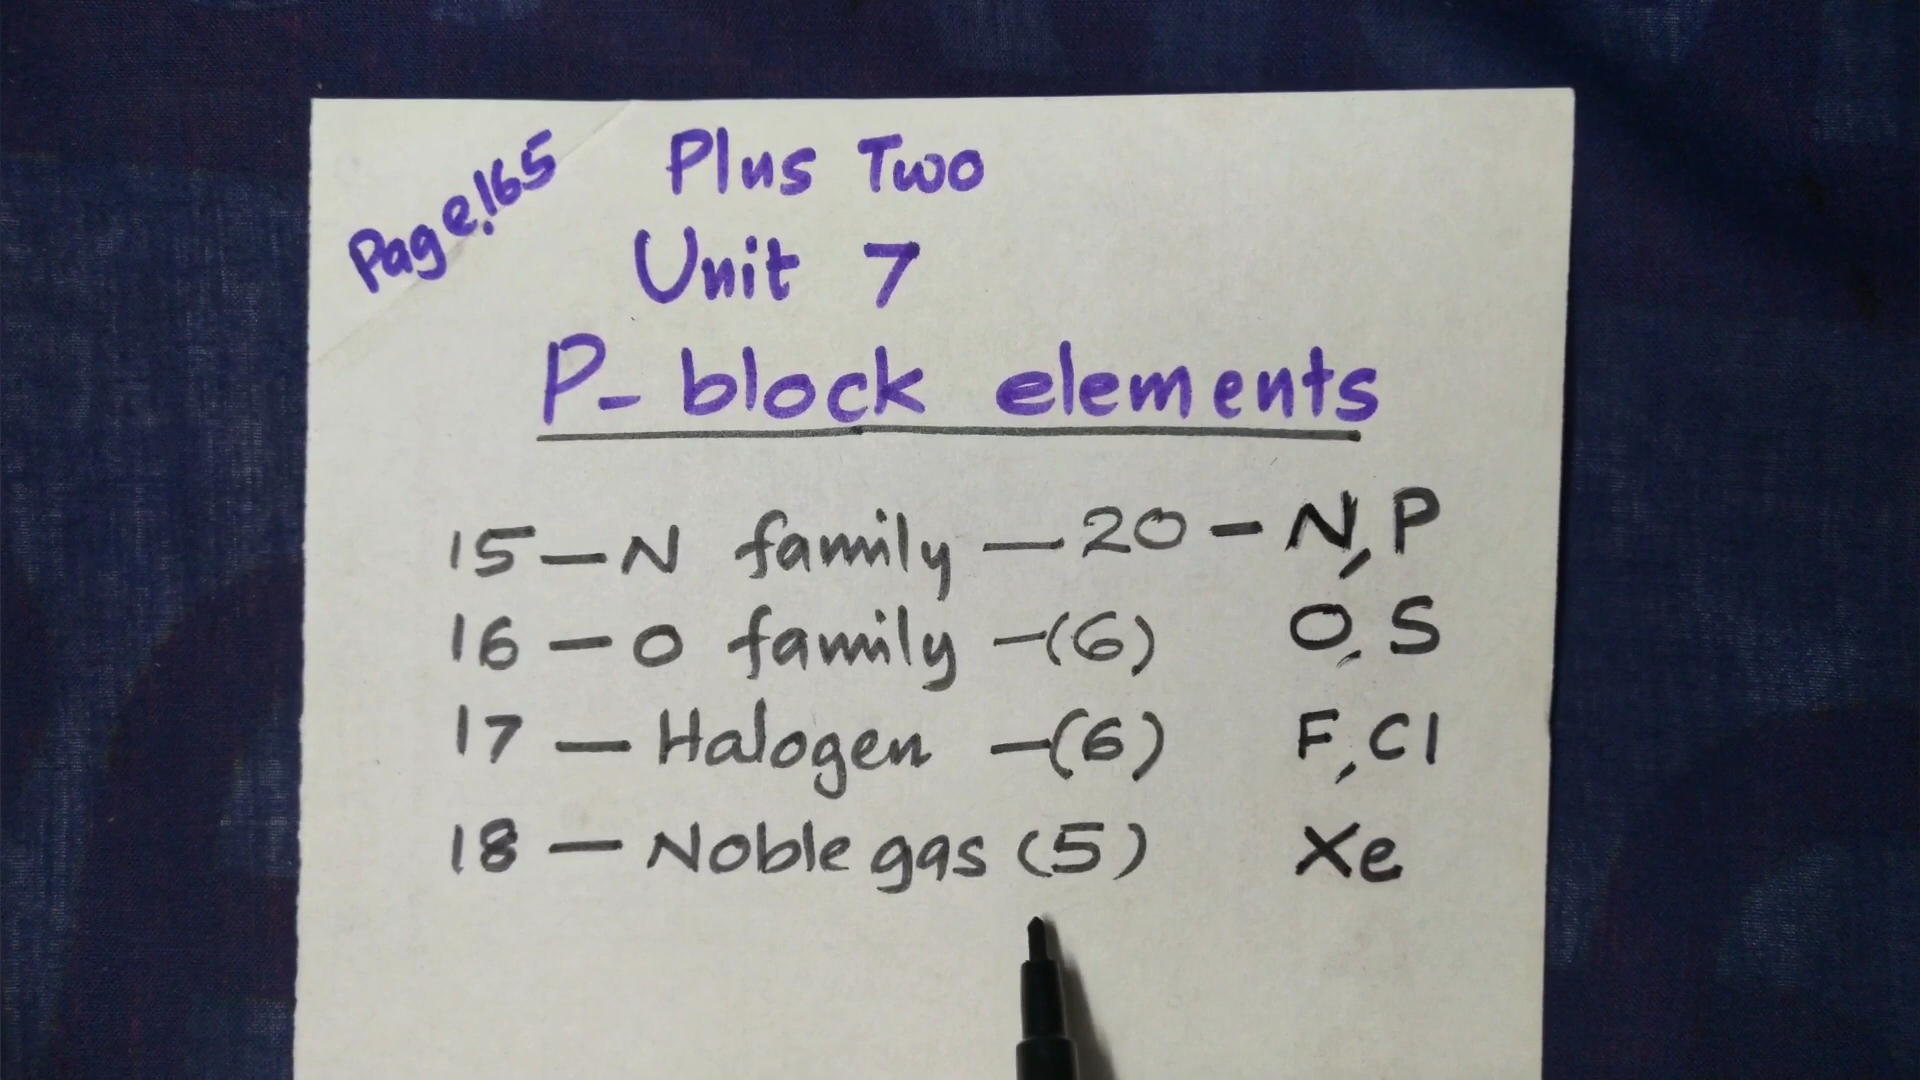 Page.165
Plus Two
Unit 7
P- block elements
15 — N family — 20 - N, P
16 — O family -(6) O, S
17 — Halogen -(6) F, Cl
18 — Noble gas (5) Xe